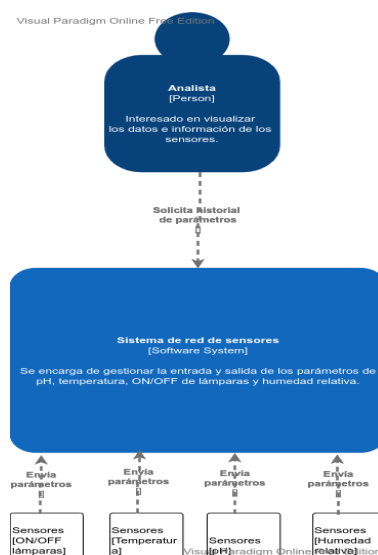 Visual Paradigm Online Free Edition
Analista
[Person]
Interesado en visualizar
los datos e información de los
sensores.
Solicita historial
de parámetros
Sistema de red de sensores
[Software System]
Se encarga de gestionar la entrada y salida de los parámetros de
pH, temperatura, ON/OFF de lámparas y humedad relativa.
Envía
parámetros
Envía
parámetros
Envía
parámetros
Envía
parámetros
Sensores
[ON/OFF
lámparas]
Sensores
[Temperatur
a]
Sensores
[pH]
Sensores
[Humedad
relativa]
Visual Paradigm Online Free Edition